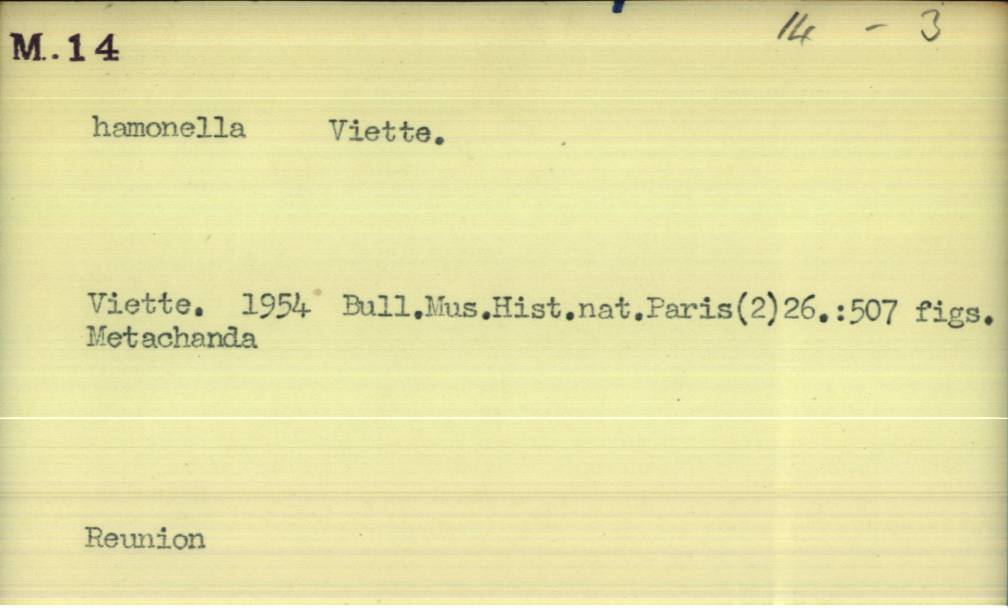 M.14
14 - 3
hamonella Viette.
Viette. 1954 Bull.Mus.Hist.nat.Paris(2)26.:507 figs.
Metachanda
Reunion